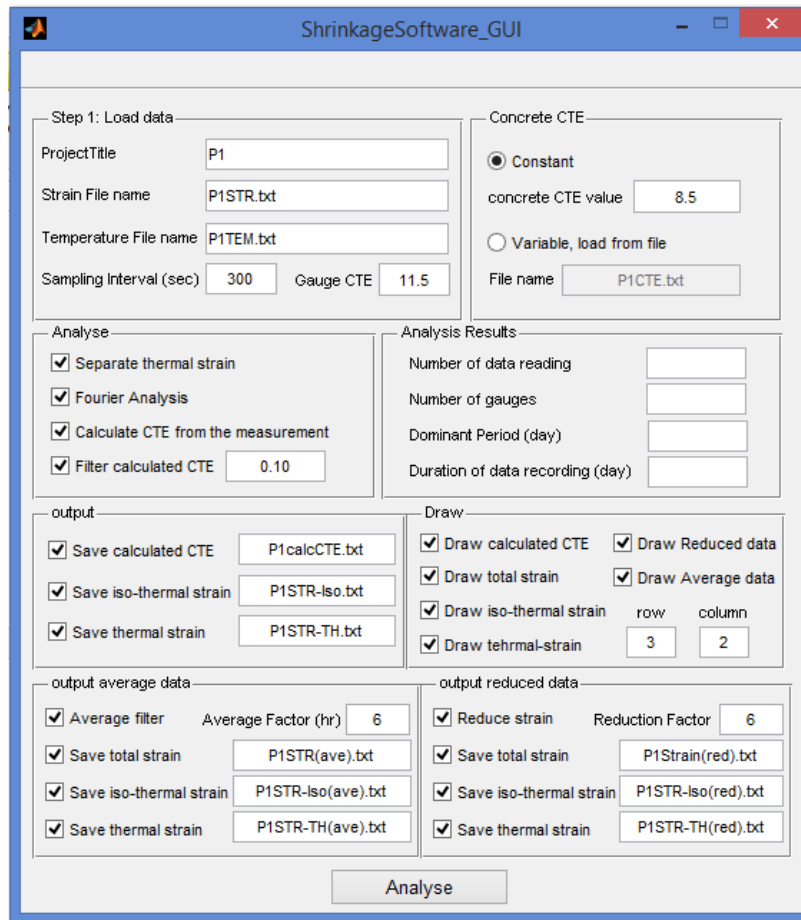 ShrinkageSoftware_GUI
Step 1: Load data
ProjectTitle P1
Strain File name P1STR.txt
Temperature File name P1TEM.txt
Sampling Interval (sec) 300 Gauge CTE 11.5
Concrete CTE
Constant
concrete CTE value 8.5
Variable, load from file
File name P1CTE.txt
Analyse
Separate thermal strain
Fourier Analysis
Calculate CTE from the measurement
Filter calculated CTE 0.10
Analysis Results
Number of data reading
Number of gauges
Dominant Period (day)
Duration of data recording (day)
output
Save calculated CTE P1calcCTE.txt
Save iso-thermal strain P1STR-Iso.txt
Save thermal strain P1STR-TH.txt
Draw
Draw calculated CTE Draw Reduced data
Draw total strain Draw Average data
Draw iso-thermal strain row column
Draw tehrmal-strain 3 2
output average data
Average filter Average Factor (hr) 6
Save total strain P1STR(ave).txt
Save iso-thermal strain P1STR-Iso(ave).txt
Save thermal strain P1STR-TH(ave).txt
output reduced data
Reduce strain Reduction Factor 6
Save total strain P1Strain(red).txt
Save iso-thermal strain P1STR-Iso(red).txt
Save thermal strain P1STR-TH(red).txt
Analyse